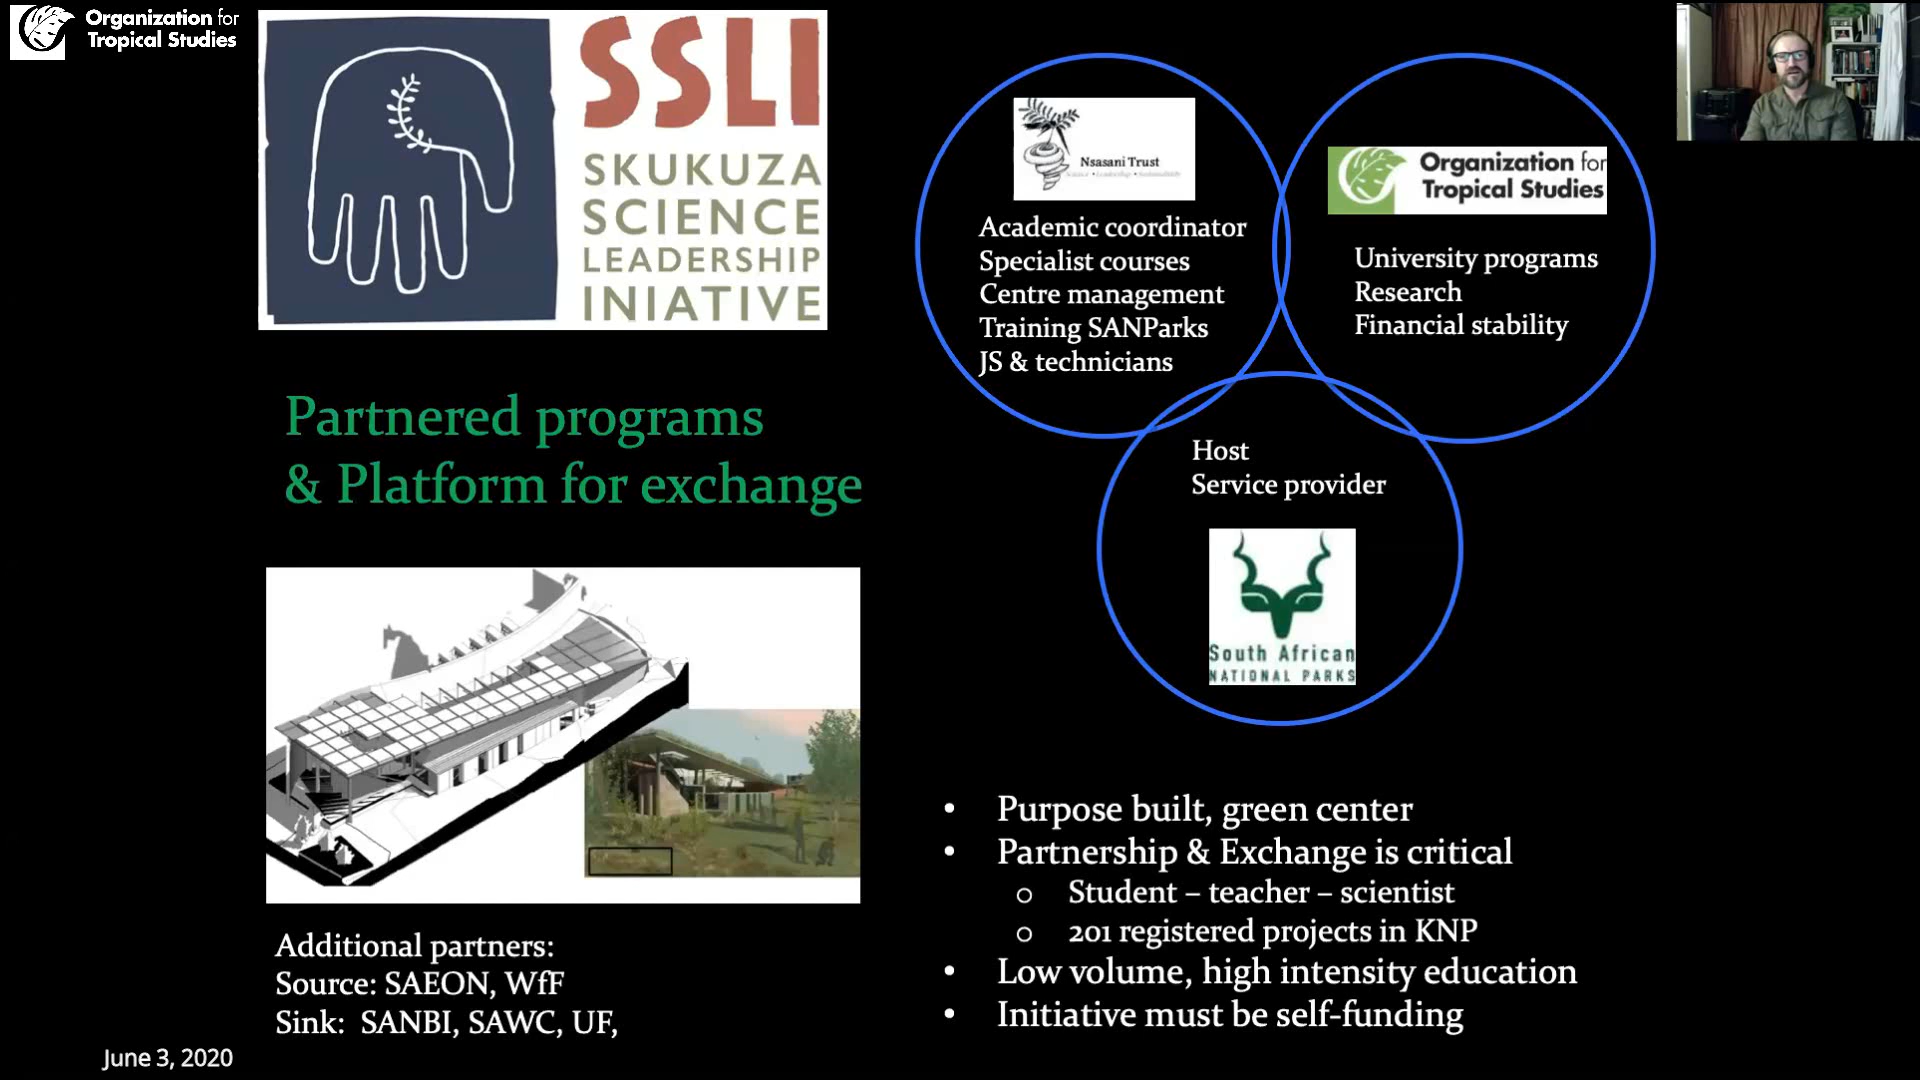 Organization for
Tropical Studies
SSLI
SKUKUZA
SCIENCE
LEADERSHIP
INIATIVE
Partnered programs
& Platform for exchange
Additional partners:
Source: SAEON, WfF
Sink: SANBI, SAWC, UF,
June 3, 2020
Nsasani Trust
Science • Leadership • Sustainability
Academic coordinator
Specialist courses
Centre management
Training SANParks
JS & technicians
Organization for
Tropical Studies
University programs
Research
Financial stability
Host
Service provider
South African
NATIONAL PARKS
• Purpose built, green center
• Partnership & Exchange is critical
o Student – teacher – scientist
o 201 registered projects in KNP
• Low volume, high intensity education
• Initiative must be self-funding